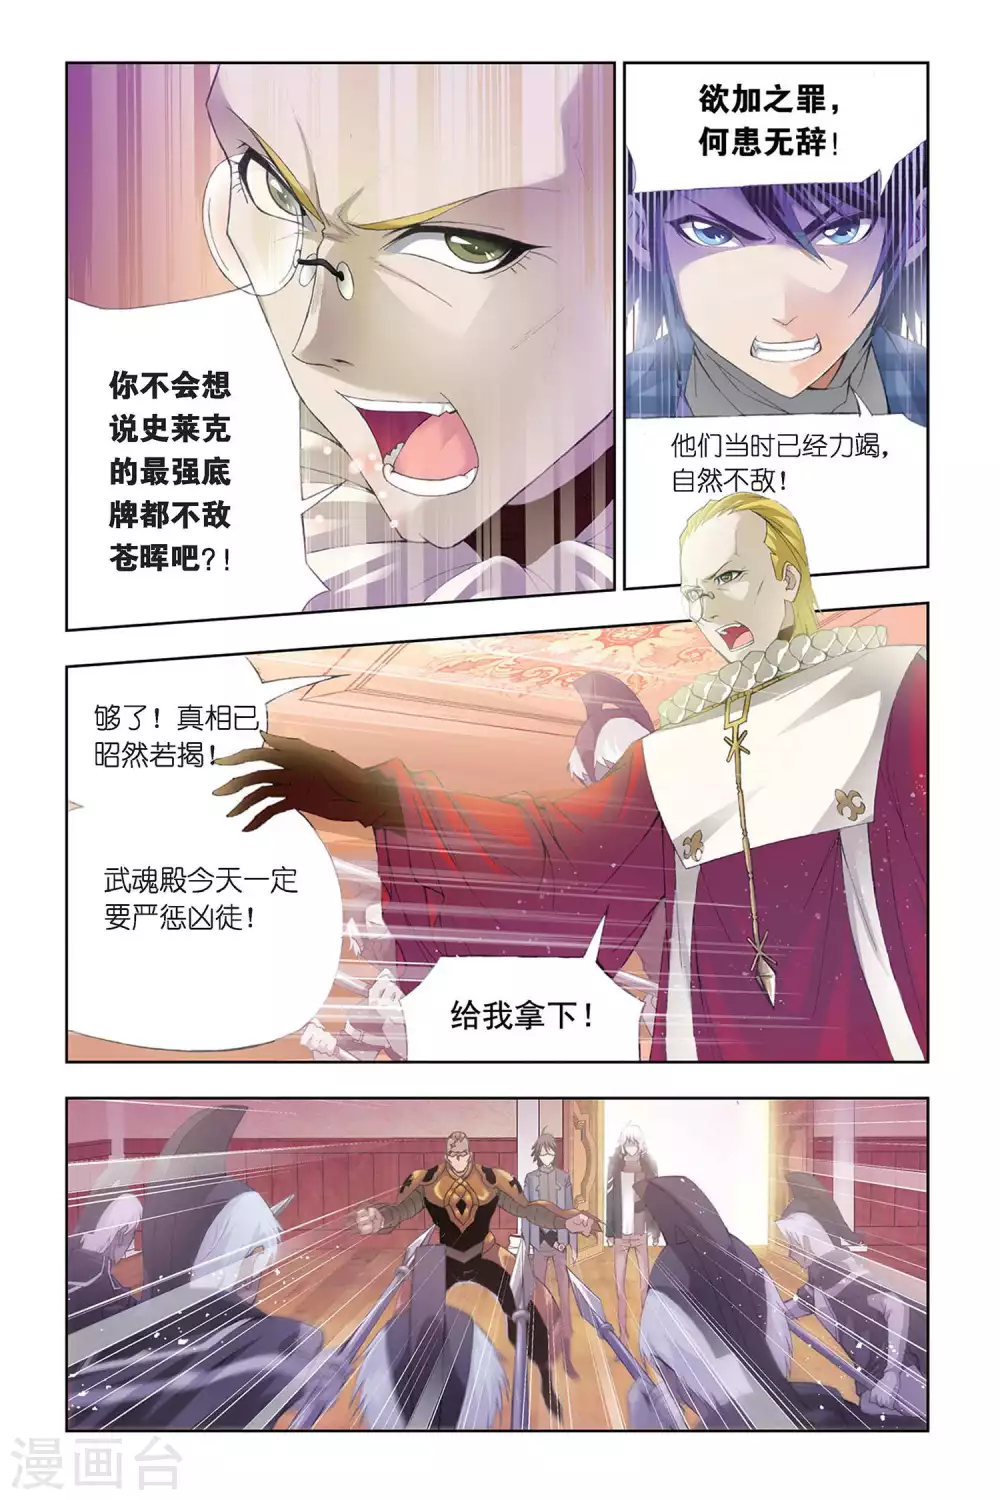 你不会想
说史莱克
的最强底
牌都不敌
苍晖吧?!
欲加之罪，
何患无辞！
他们当时已经力竭，
自然不敌！
够了！真相已
昭然若揭！
武魂殿今天一定
要严惩凶徒！
给我拿下！
漫画台